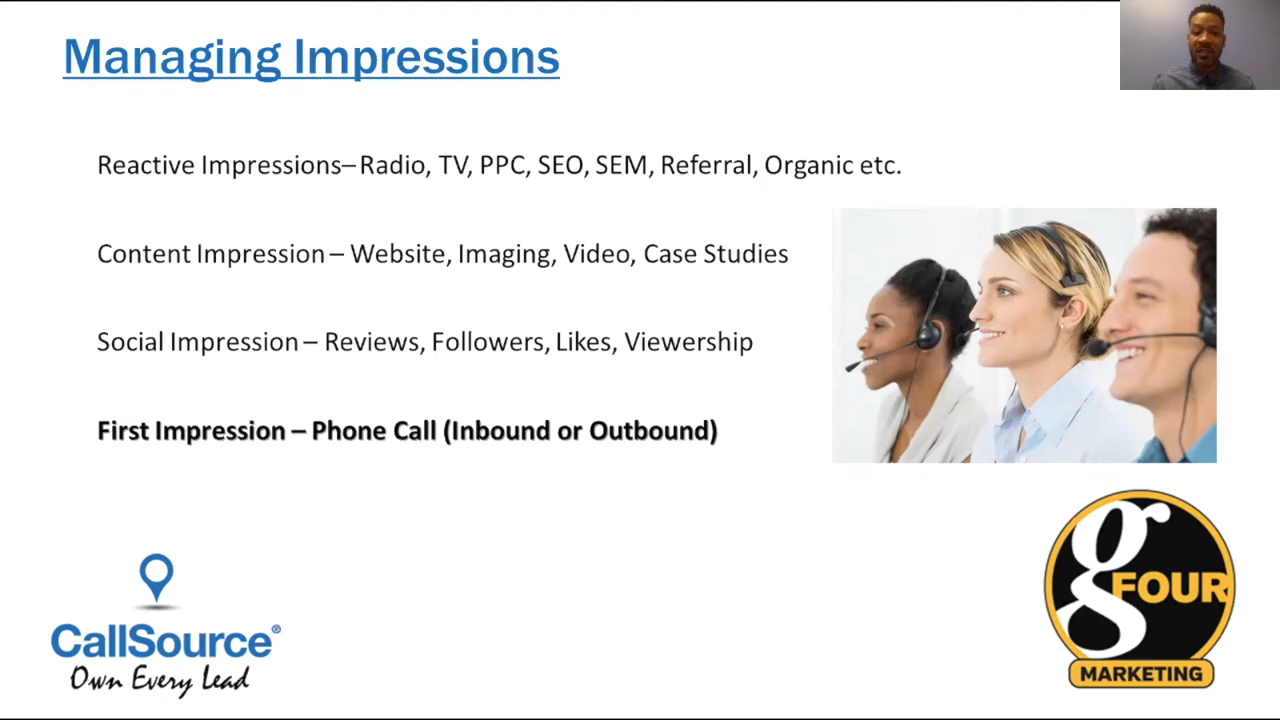 Managing Impressions
Reactive Impressions– Radio, TV, PPC, SEO, SEM, Referral, Organic etc.
Content Impression – Website, Imaging, Video, Case Studies
Social Impression – Reviews, Followers, Likes, Viewership
First Impression – Phone Call (Inbound or Outbound)
CallSource®
Own Every Lead
g FOUR
MARKETING